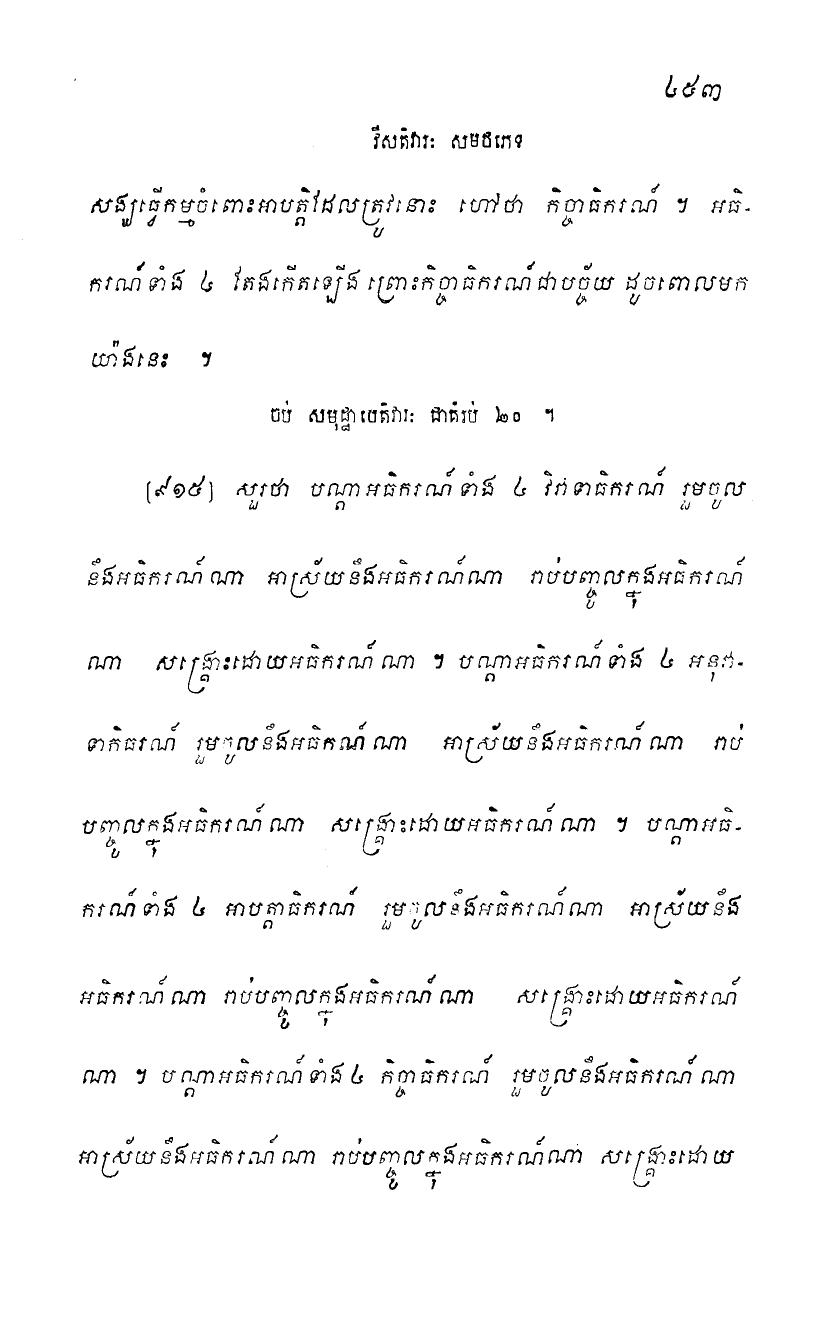 ៤៥៣
វីសតិវារៈ សមថភេទ
សង្ឃធ្វើកម្មចំពោះអាបត្តិដែលត្រូវនោះ ហៅថា កិច្ចាធិករណ៍ ។ អធិ-
ករណ៍ទាំង ៤ តែងកើតឡើង ព្រោះកិច្ចាធិករណ៍ជាបច្ច័យ ដូចពោលមក
យ៉ាងនេះ ។
ចប់ សមុដ្ឋាបេតិវារៈ ជាគំរប់ ២០ ។
[៩១៥] សួរថា បណ្តាអធិករណ៍ទាំង ៤ វិវាទាធិករណ៍ រួមចូល
នឹងអធិករណ៍ណា អាស្រ័យនឹងអធិករណ៍ណា រាប់បញ្ចូលក្នុងអធិករណ៍
ណា សង្គ្រោះដោយអធិករណ៍ណា ។ បណ្តាអធិករណ៍ទាំង ៤ អនុវា-
ទាកិធរណ៍ រួមចូលនឹងអធិកណ៍ណា អាស្រ័យនឹងអធិករណ៍ណា រាប់
បញ្ចូលក្នុងអធិករណ៍ណា សង្គ្រោះដោយអធិករណ៍ណា ។ បណ្តាអធិ-
ករណ៍ទាំង ៤ អាបត្តាធិករណ៍ រួមចូលនឹងអធិករណ៍ណា អាស្រ័យនឹង
អធិករណ៍ណា រាប់បញ្ចូលក្នុងអធិករណ៍ណា សង្គ្រោះដោយអធិករណ៍
ណា ។ បណ្តាអធិករណ៍ទាំង៤ កិច្ចាធិករណ៍ រួមចូលនឹងអធិករណ៍ណា
អាស្រ័យនឹងអធិករណ៍ណា រាប់បញ្ចូលក្នុងអធិករណ៍ណា សង្គ្រោះដោយ